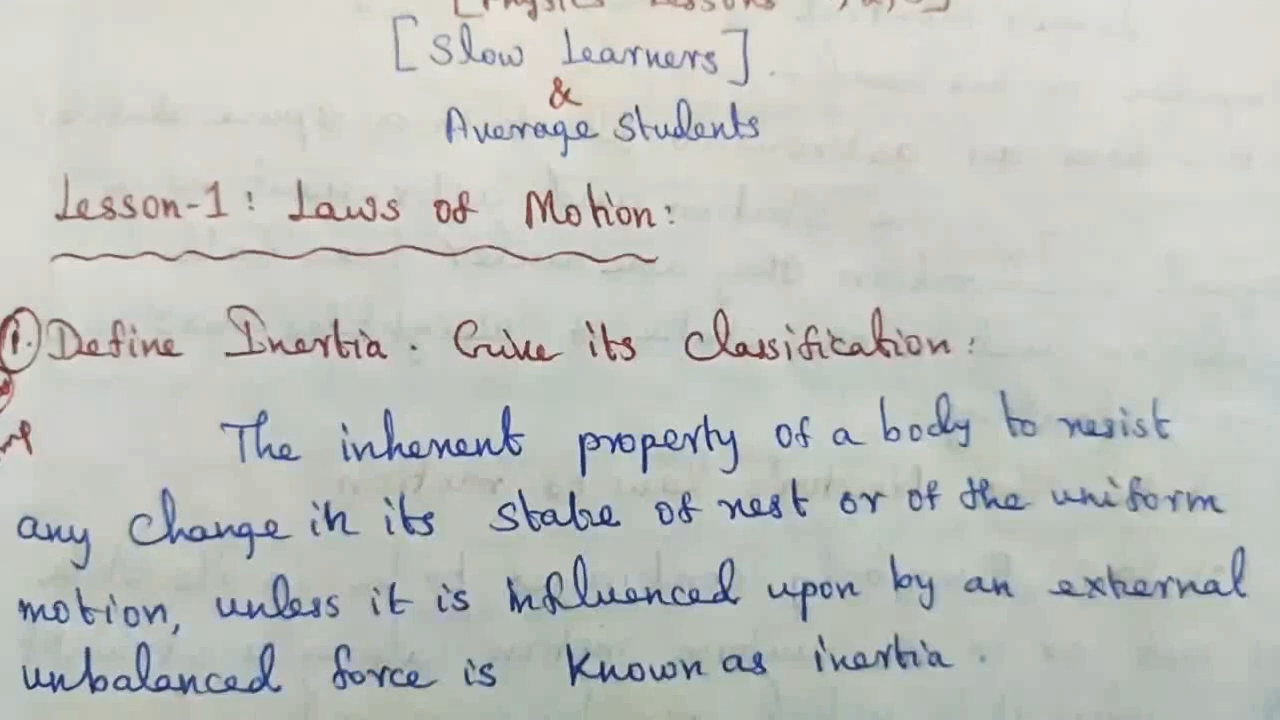 [Physics Lessons
[Slow Learners].
&
Average Students
Lesson-1: Laws of Motion:
1. Define Inertia. Give its classification:
The inherent property of a body to resist
any change in its state of rest or of the uniform
motion, unless it is influenced upon by an external
unbalanced force is known as inertia.